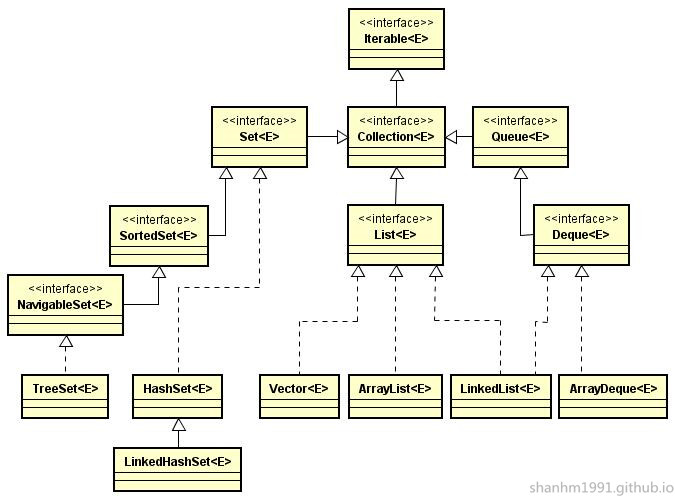 <<interface>>
Iterable<E>
<<interface>>
Set<E>
<<interface>>
Collection<E>
<<interface>>
Queue<E>
<<interface>>
SortedSet<E>
<<interface>>
List<E>
<<interface>>
Deque<E>
<<interface>>
NavigableSet<E>
TreeSet<E>
HashSet<E>
Vector<E>
ArrayList<E>
LinkedList<E>
ArrayDeque<E>
LinkedHashSet<E>
shanhm1991.github.io